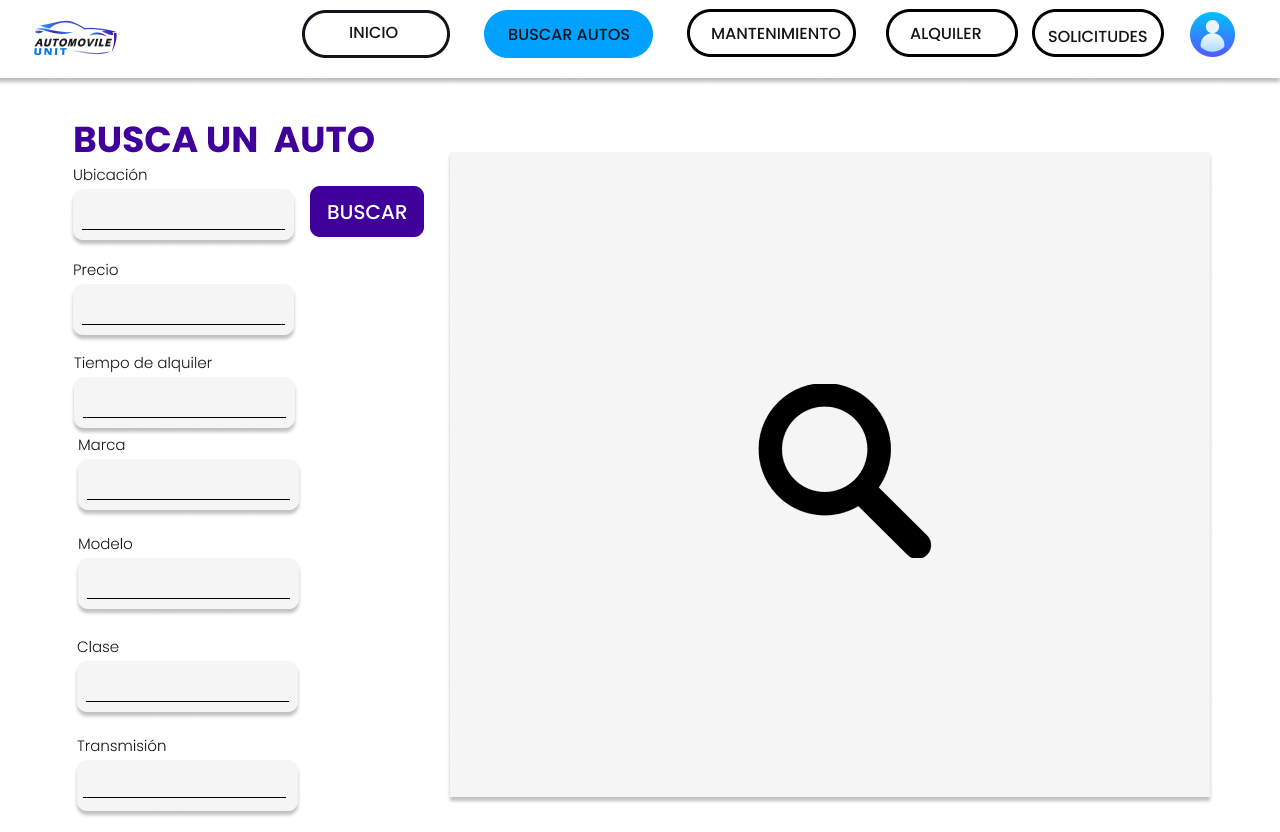 AUTOMOVILE
UNIT
INICIO
BUSCAR AUTOS
MANTENIMIENTO
ALQUILER
SOLICITUDES
BUSCA UN AUTO
Ubicación
BUSCAR
Precio
Tiempo de alquiler
Marca
Modelo
Clase
Transmisión